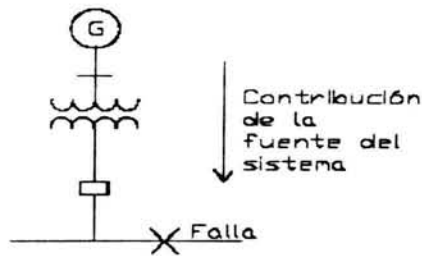 G
Contribución
de la
fuente del
sistema
Falla